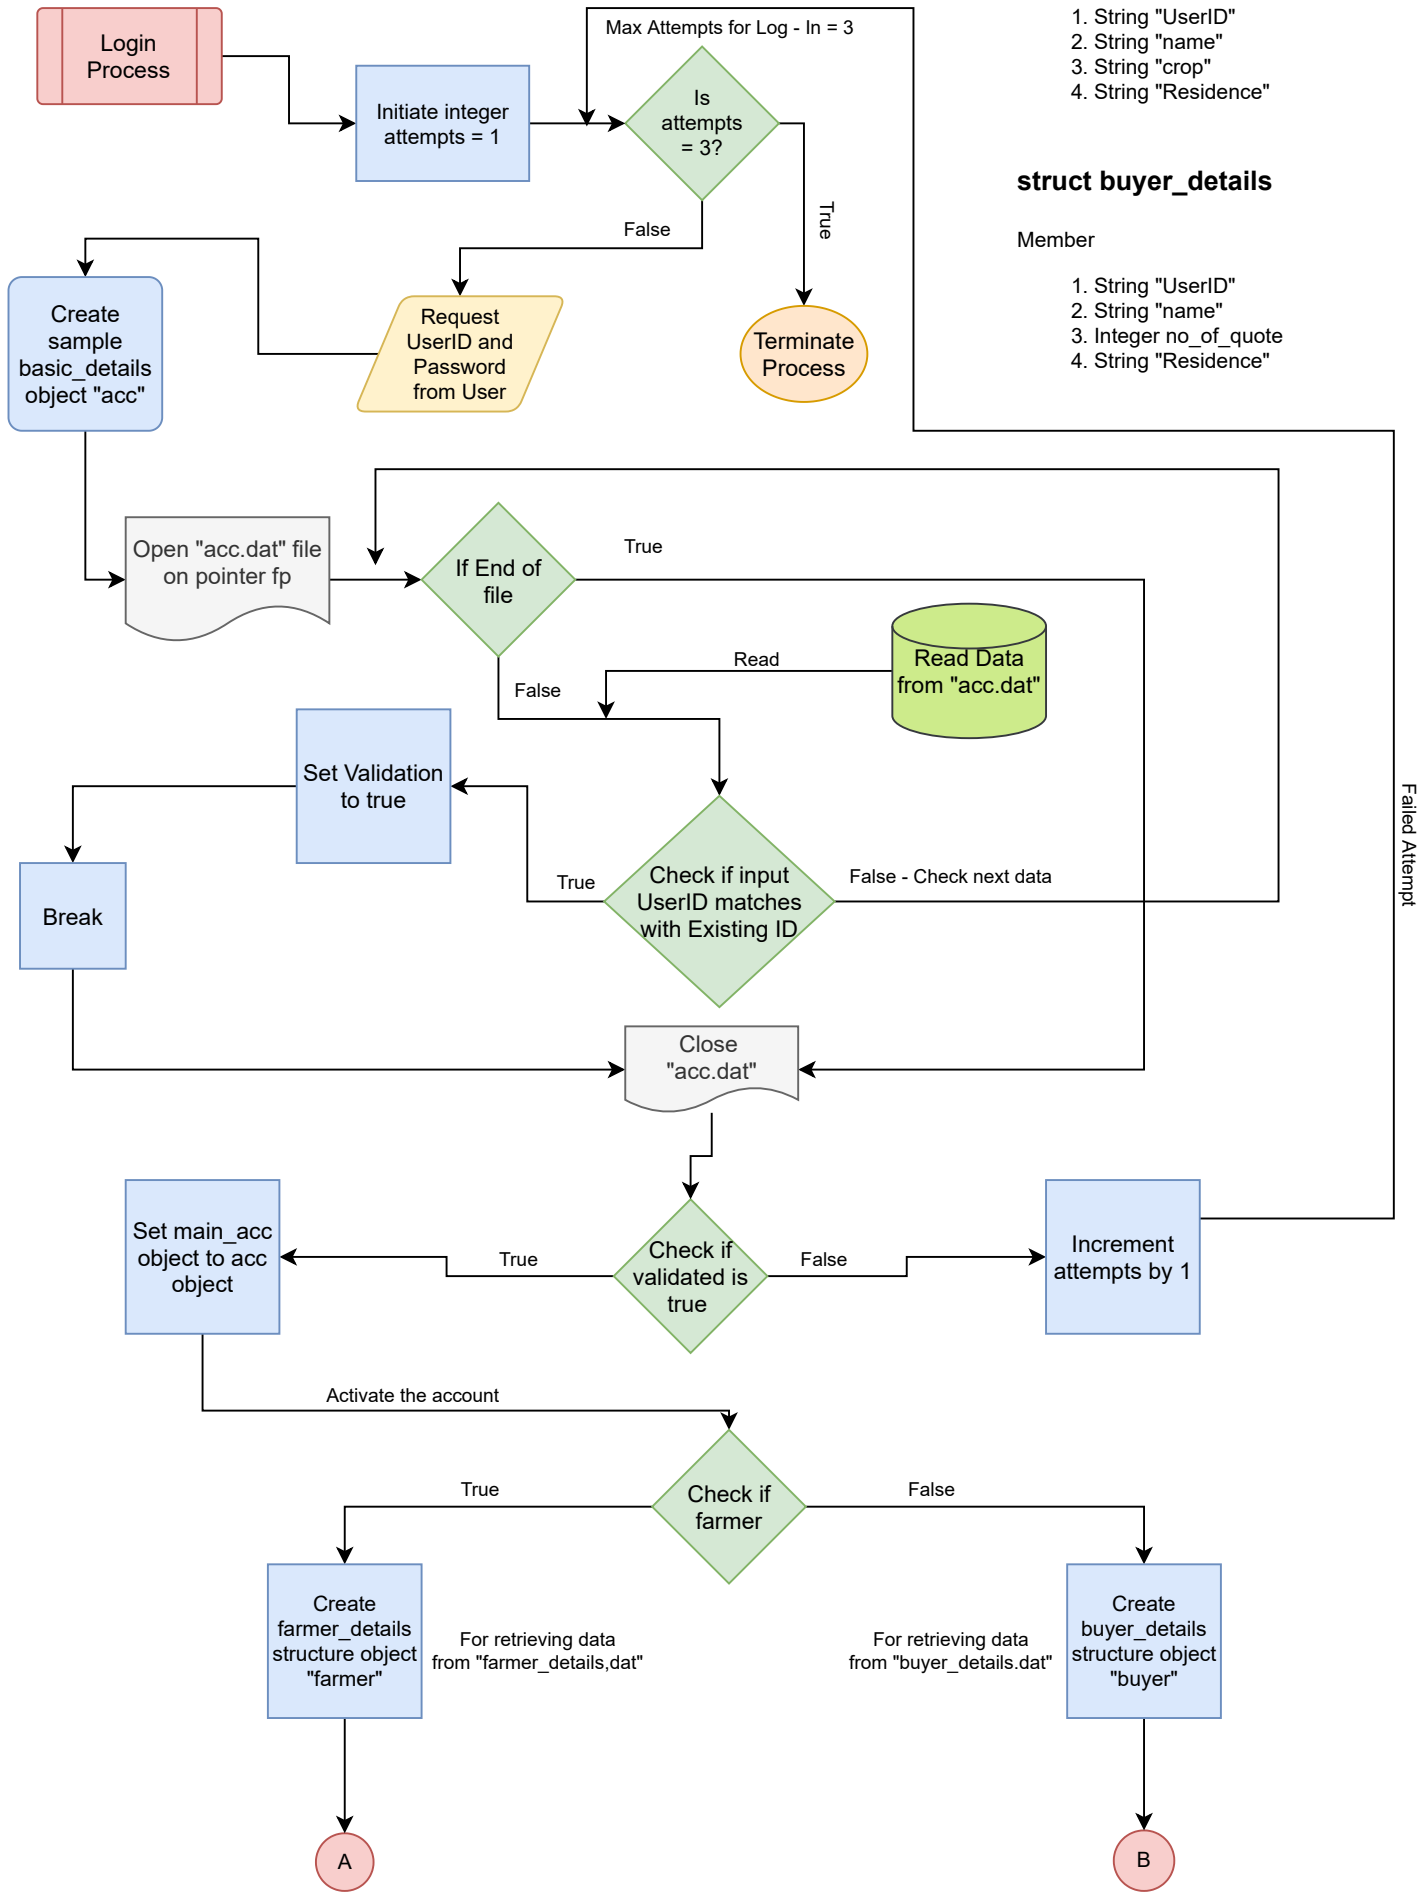 Login
Process
Max Attempts for Log - In = 3
1. String "UserID"
2. String "name"
3. String "crop"
4. String "Residence"
Initiate integer
attempts = 1
Is
attempts
= 3?
struct buyer_details
Member
1. String "UserID"
2. String "name"
3. Integer no_of_quote
4. String "Residence"
False
True
Create
sample
basic_details
object "acc"
Request
UserID and
Password
from User
Terminate
Process
Open "acc.dat" file
on pointer fp
If End of
file
True
False
Read
Read Data
from "acc.dat"
Set Validation
to true
Break
True
Check if input
UserID matches
with Existing ID
False - Check next data
Failed Attempt
Close
"acc.dat"
Set main_acc
object to acc
object
True
Check if
validated is
true
False
Increment
attempts by 1
Activate the account
True
Check if
farmer
False
Create
farmer_details
structure object
"farmer"
For retrieving data
from "farmer_details,dat"
For retrieving data
from "buyer_details.dat"
Create
buyer_details
structure object
"buyer"
A
B